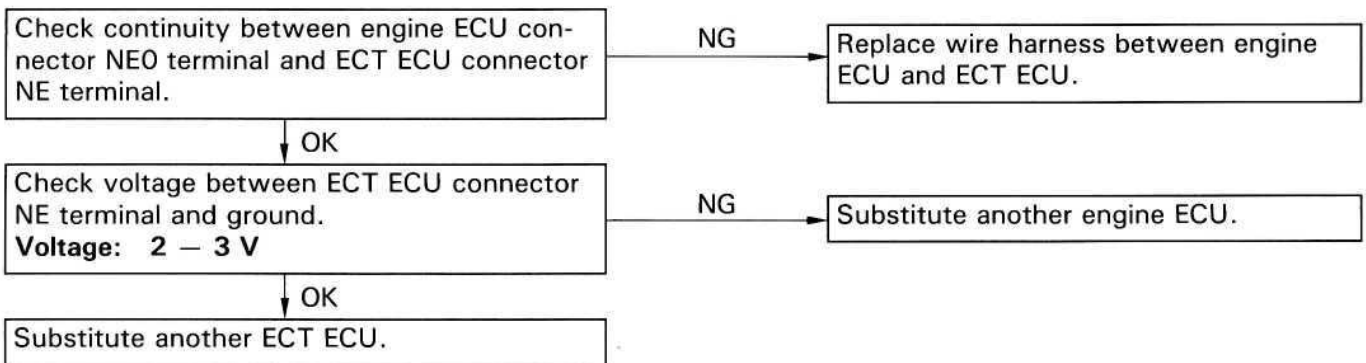 Check continuity between engine ECU con-
nector NEO terminal and ECT ECU connector
NE terminal.
NG
Replace wire harness between engine
ECU and ECT ECU.
OK
Check voltage between ECT ECU connector
NE terminal and ground.
Voltage: 2 — 3 V
NG
Substitute another engine ECU.
OK
Substitute another ECT ECU.